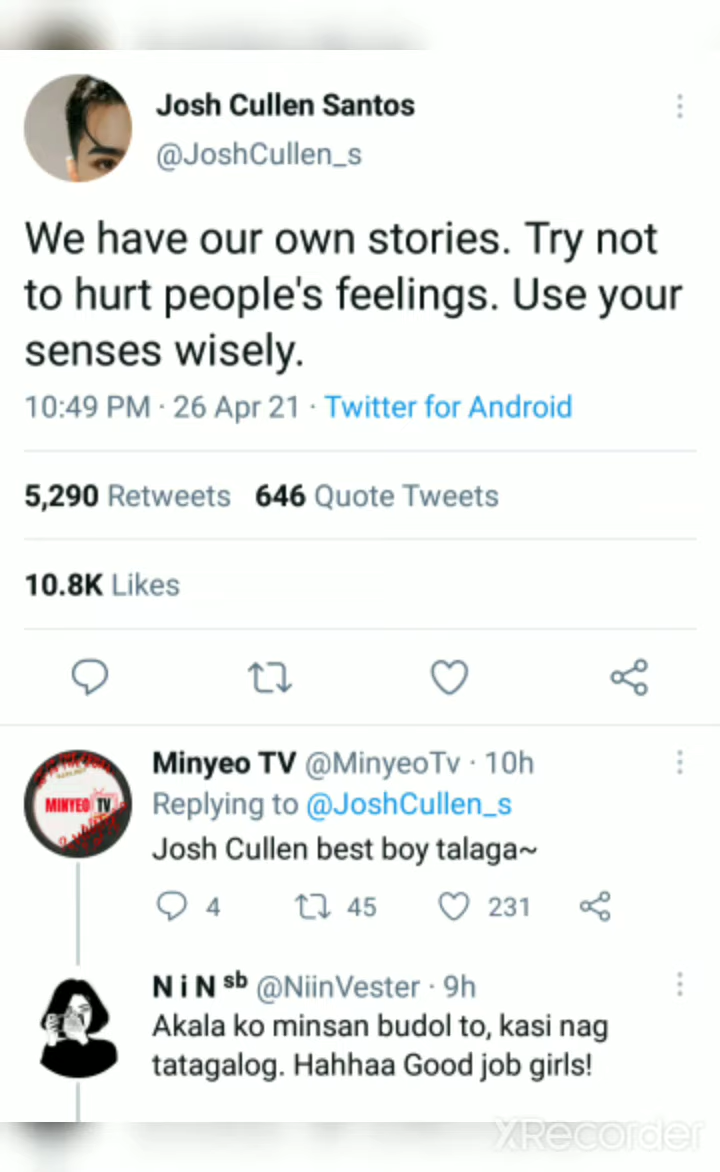 Josh Cullen Santos
@JoshCullen_s
We have our own stories. Try not
to hurt people's feelings. Use your
senses wisely.
10:49 PM · 26 Apr 21 · Twitter for Android
5,290 Retweets 646 Quote Tweets
10.8K Likes
Minyeo TV @MinyeoTv · 10h
Replying to @JoshCullen_s
MINYEO TV
Josh Cullen best boy talaga~
4 45 231
N i N sb @NiinVester · 9h
Akala ko minsan budol to, kasi nag
tatagalog. Hahhaa Good job girls!
XRecorder